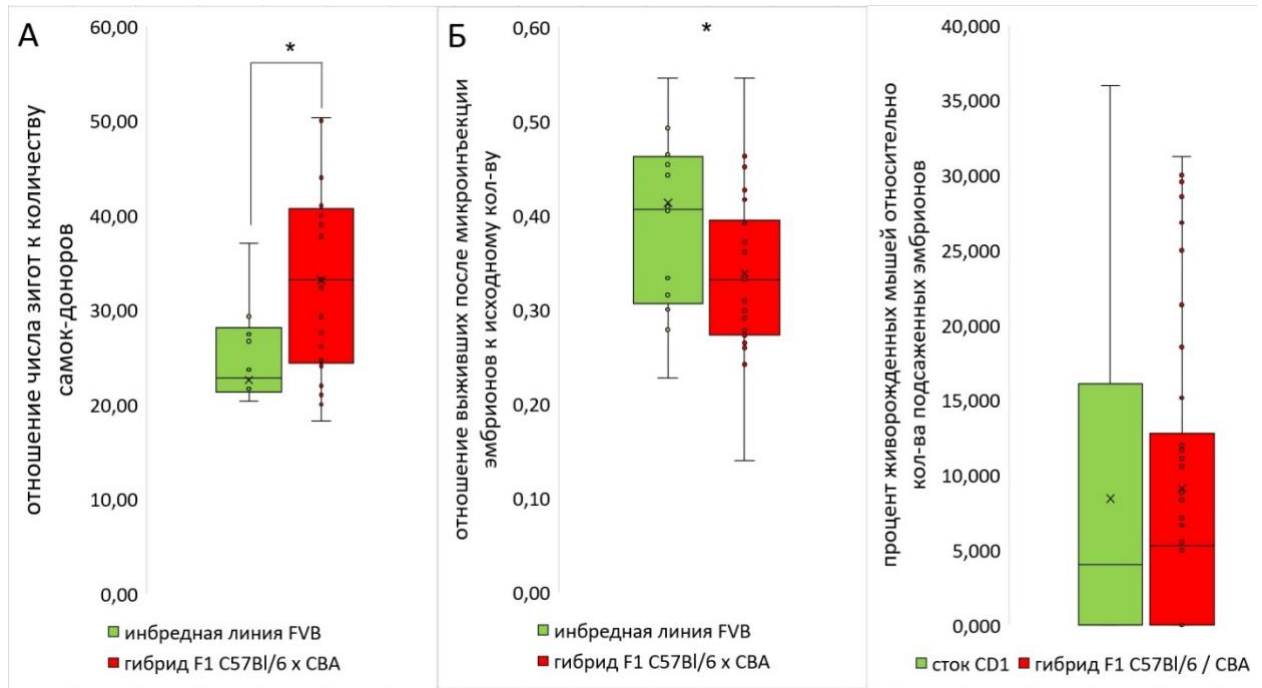 А
отношение числа зигот к количеству
самок-доноров
60,00
50,00
40,00
30,00
20,00
10,00
0,00
*
инбредная линия FVB
гибрид F1 C57Bl/6 x CBA
Б
отношение выживших после микроинъекции
эмбрионов к исходному кол-ву
0,60
0,50
0,40
0,30
0,20
0,10
0,00
*
инбредная линия FVB
гибрид F1 C57Bl/6 x CBA
процент живорожденных мышей относительно
кол-ва подсаженных эмбрионов
40,000
35,000
30,000
25,000
20,000
15,000
10,000
5,000
0,000
сток CD1 гибрид F1 C57Bl/6 / CBA